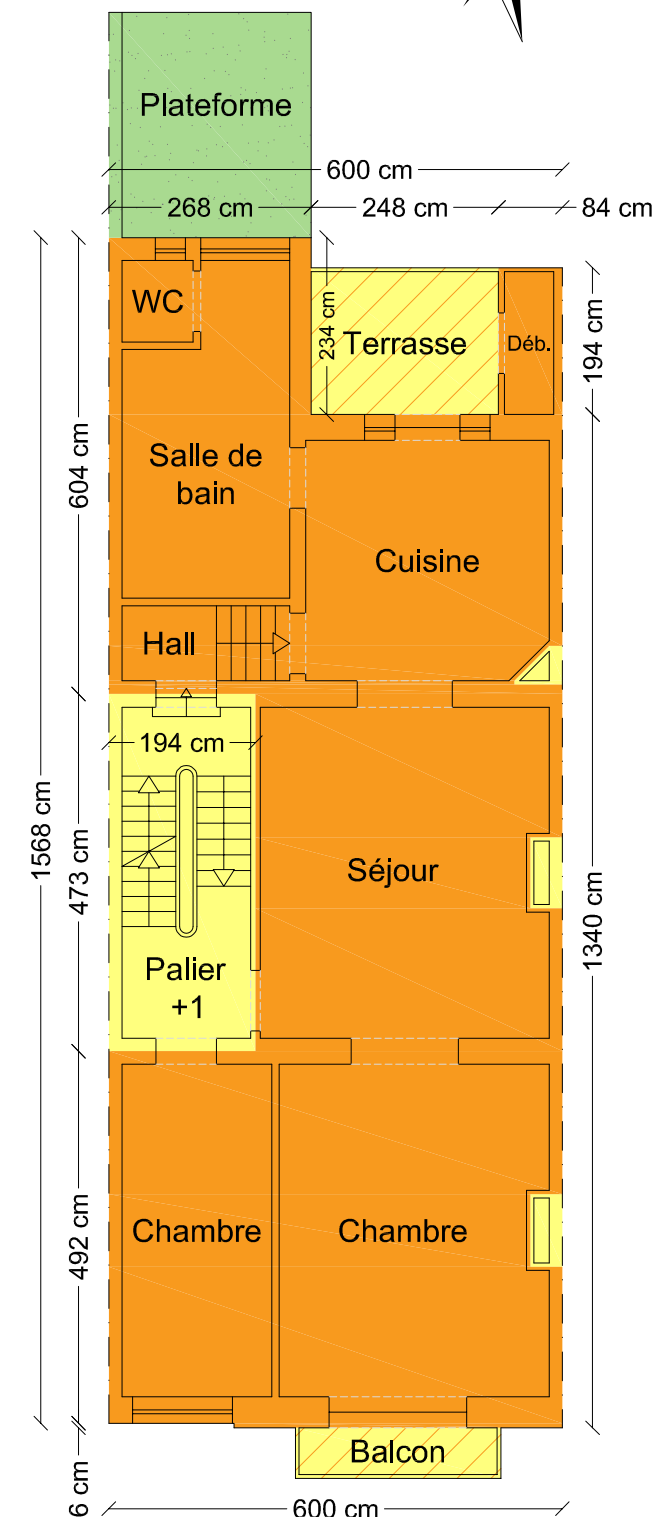 Plateforme
600 cm
268 cm
248 cm
84 cm
WC
234 cm
Terrasse
Déb.
194 cm
604 cm
Salle de
bain
Cuisine
Hall
194 cm
1568 cm
473 cm
Séjour
1340 cm
Palier
+1
492 cm
Chambre
Chambre
Balcon
6 cm
600 cm